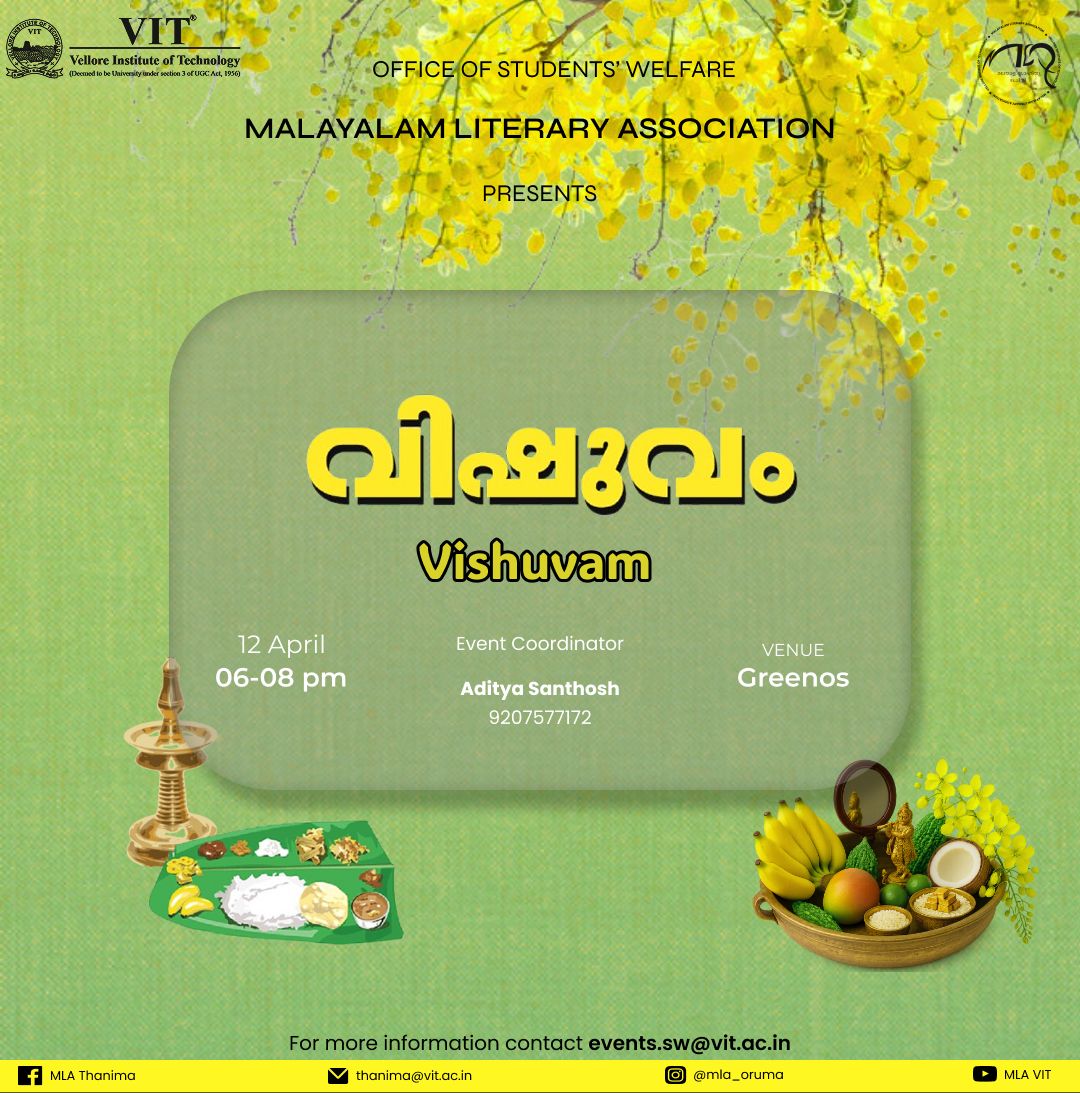 VIT®
Vellore Institute of Technology
(Deemed to be University under section 3 of UGC Act, 1956)
VIT
OFFICE OF STUDENTS' WELFARE
MALAYALAM LITERARY ASSOCIATION
PRESENTS
വിഷുവം
Vishuvam
12 April
06-08 pm
Event Coordinator
Aditya Santhosh
9207577172
VENUE
Greenos
For more information contact events.sw@vit.ac.in
MLA Thanima
thanima@vit.ac.in
@mla_oruma
MLA VIT